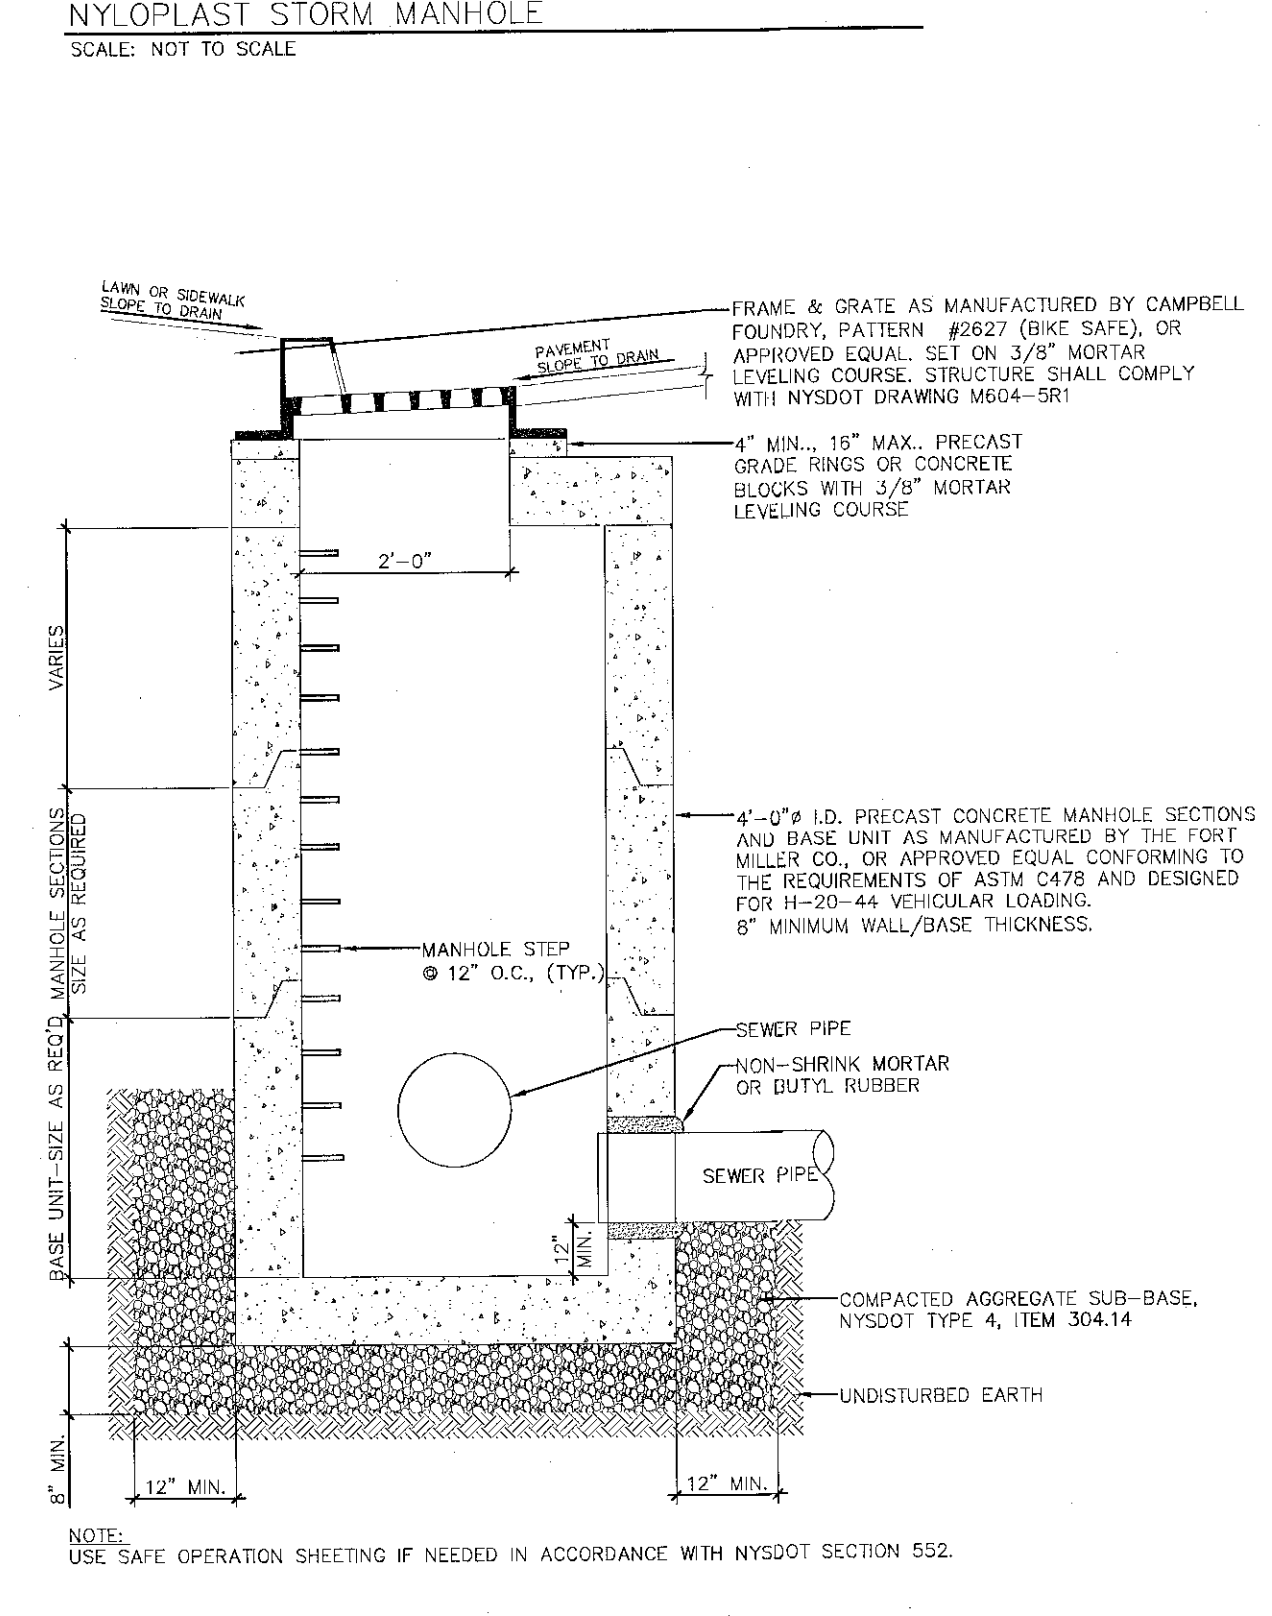 NYLOPLAST STORM MANHOLE
SCALE: NOT TO SCALE
LAWN OR SIDEWALK
SLOPE TO DRAIN
PAVEMENT
SLOPE TO DRAIN
FRAME & GRATE AS MANUFACTURED BY CAMPBELL
FOUNDRY, PATTERN #2627 (BIKE SAFE), OR
APPROVED EQUAL. SET ON 3/8" MORTAR
LEVELING COURSE. STRUCTURE SHALL COMPLY
WITH NYSDOT DRAWING M604-5R1
4" MIN.., 16" MAX.. PRECAST
GRADE RINGS OR CONCRETE
BLOCKS WITH 3/8" MORTAR
LEVELING COURSE
2'-0"
VARIES
MANHOLE SECTIONS
SIZE AS REQUIRED
4'-0"ø I.D. PRECAST CONCRETE MANHOLE SECTIONS
AND BASE UNIT AS MANUFACTURED BY THE FORT
MILLER CO., OR APPROVED EQUAL CONFORMING TO
THE REQUIREMENTS OF ASTM C478 AND DESIGNED
FOR H-20-44 VEHICULAR LOADING.
8" MINIMUM WALL/BASE THICKNESS.
MANHOLE STEP
@ 12" O.C., (TYP.)
BASE UNIT-SIZE AS REQ'D
SEWER PIPE
NON-SHRINK MORTAR
OR BUTYL RUBBER
SEWER PIPE
12"
MIN.
COMPACTED AGGREGATE SUB-BASE,
NYSDOT TYPE 4, ITEM 304.14
UNDISTURBED EARTH
8" MIN.
12" MIN.
12" MIN.
NOTE:
USE SAFE OPERATION SHEETING IF NEEDED IN ACCORDANCE WITH NYSDOT SECTION 552.